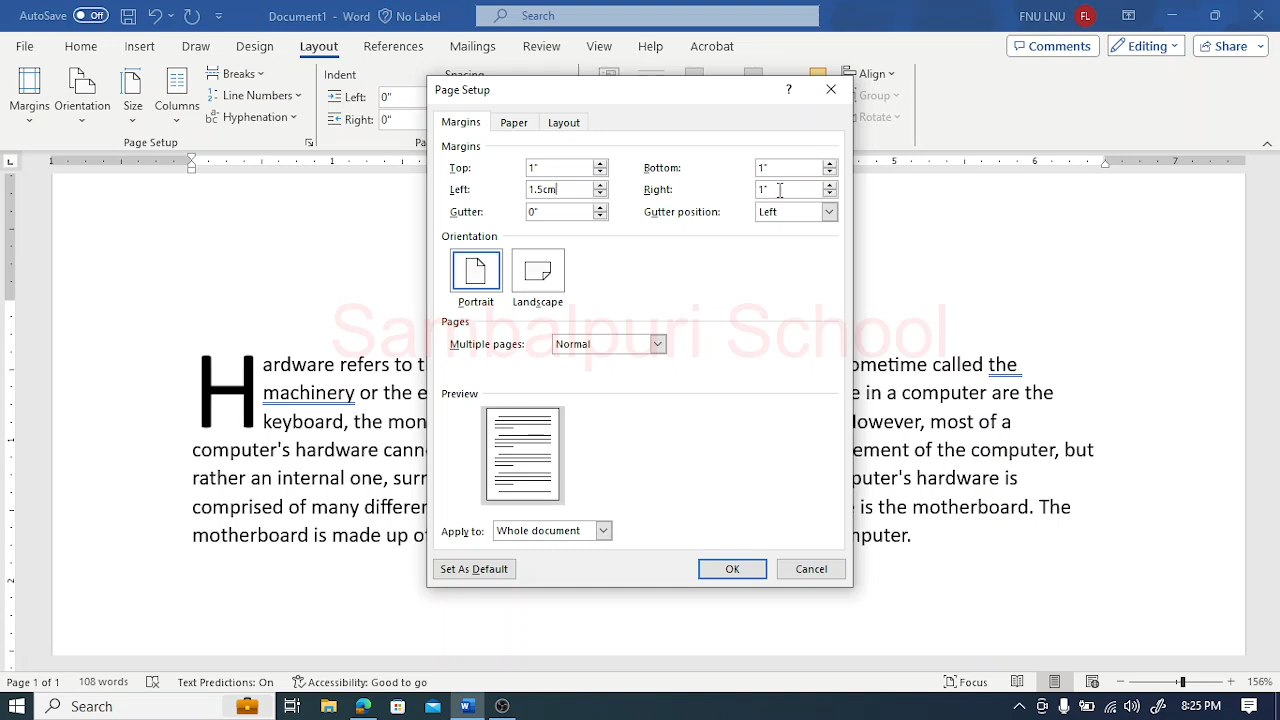 AutoSave Off Document1 - Word No Label Search FNU LNU FL
File Home Insert Draw Design Layout References Mailings Review View Help Acrobat Comments Editing Share
Margins Orientation Size Columns
Breaks
Line Numbers
Hyphenation
Page Setup
Indent
Left: 0"
Right: 0"
Spacing
Align
Group
Rotate
Page Setup ?
Margins Paper Layout
Margins
Top: 1" Bottom: 1"
Left: 1.5cm Right: 1"
Gutter: 0" Gutter position: Left
Orientation
Portrait Landscape
Pages
Multiple pages: Normal
Preview
Apply to: Whole document
Set As Default OK Cancel
Sambalpuri School
Hardware refers to t ometime called the
machinery or the e e in a computer are the
keyboard, the mon However, most of a
computer's hardware cann ement of the computer, but
rather an internal one, surr puter's hardware is
comprised of many differen e is the motherboard. The
motherboard is made up of mputer.
Page 1 of 1 108 words Text Predictions: On Accessibility: Good to go Focus 156%
Search 8:25 PM